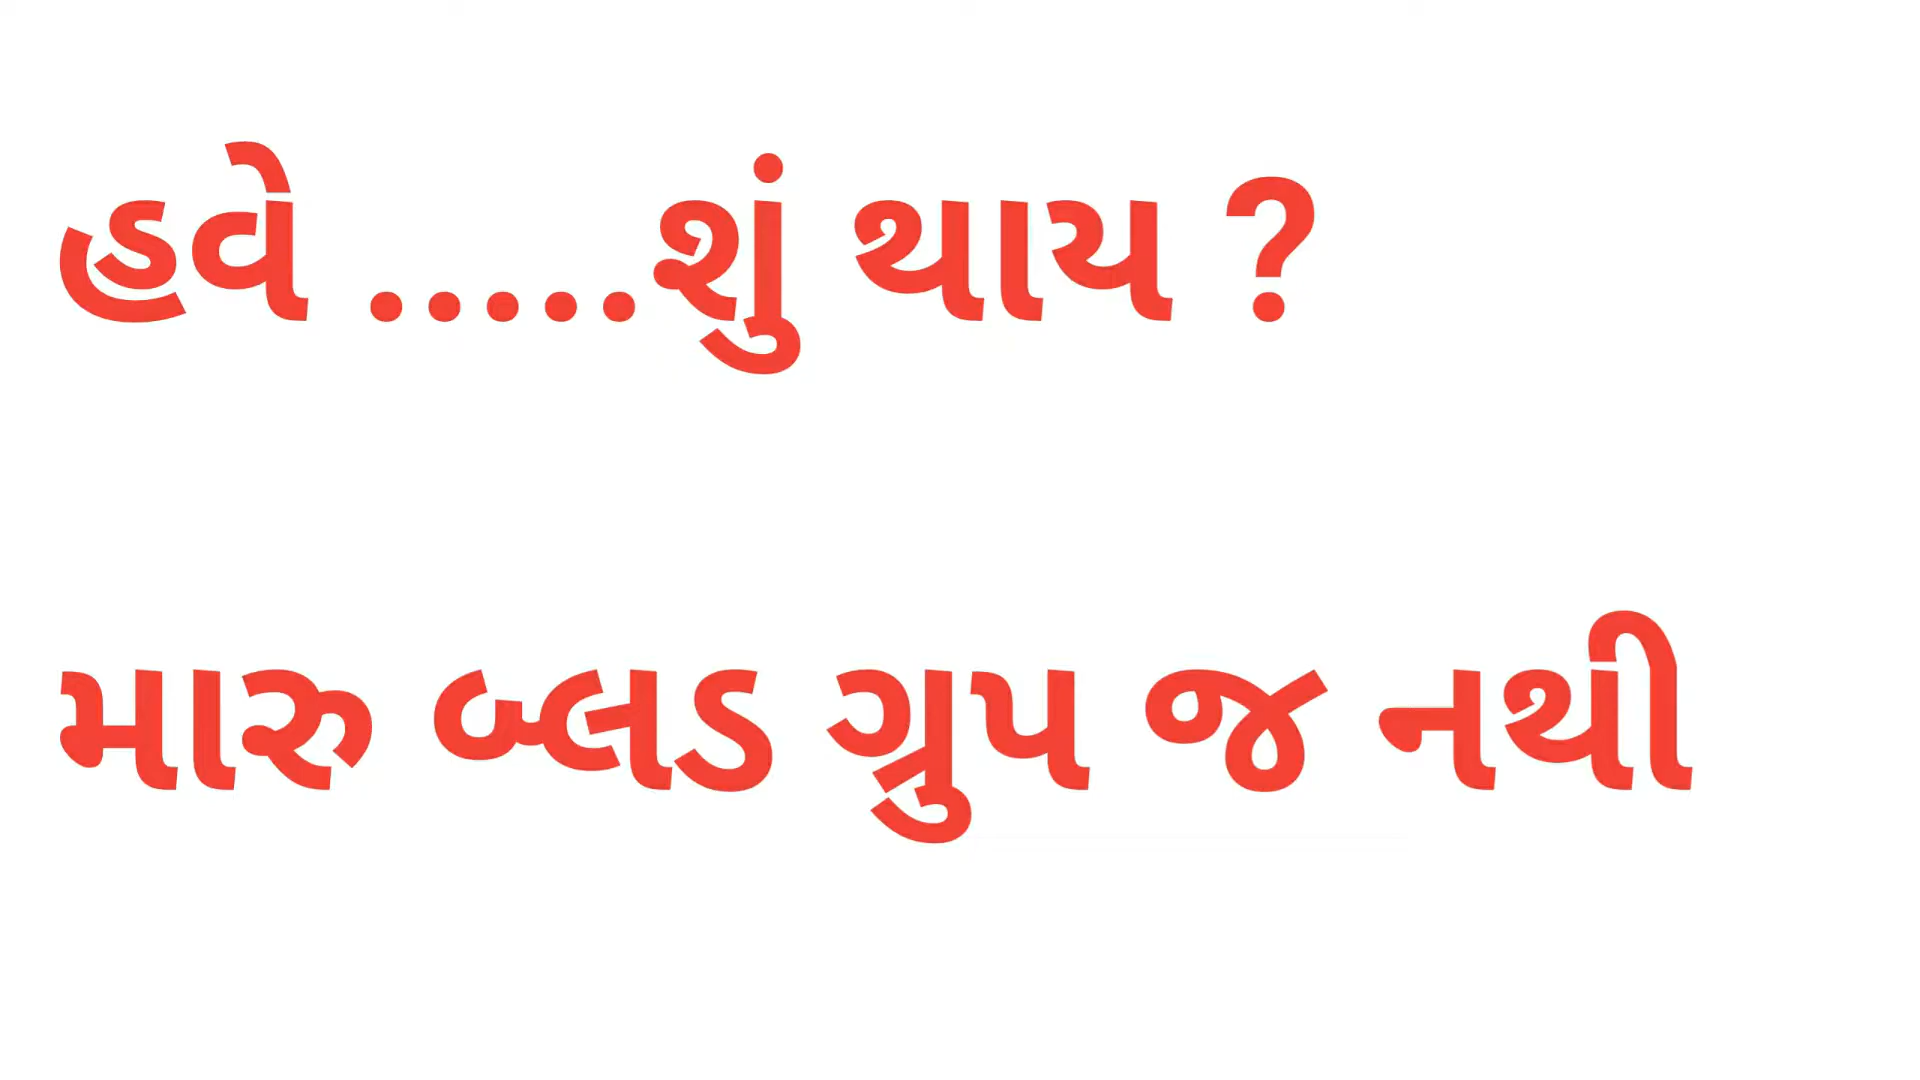 હવે .....શું થાય ?
મારુ બ્લડ ગ્રુપ જ નથી